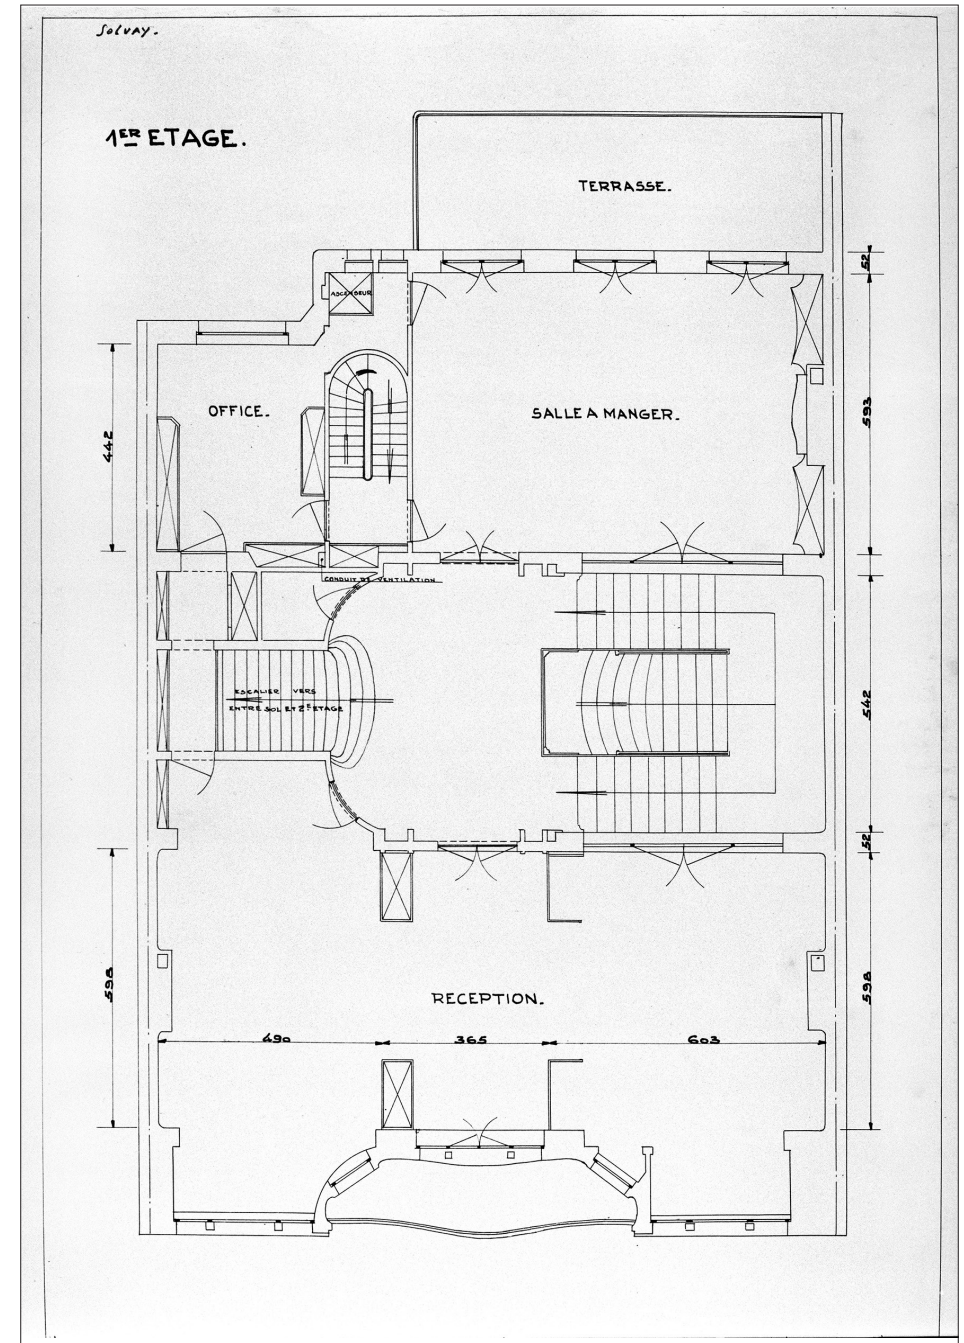 Solvay.
1ER ETAGE.
TERRASSE.
52
ASCENSEUR
OFFICE.
SALLE A MANGER.
442
593
CONDUIT DE VENTILATION
ESCALIER VERS
ENTRE SOL ET 2E ETAGE
542
52
598
598
RECEPTION.
490
365
603